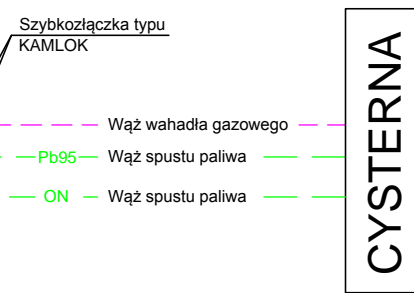 Szybkozłączka typu
KAMLOK
Wąż wahadła gazowego
Pb95 Wąż spustu paliwa
ON Wąż spustu paliwa
CYSTERNA